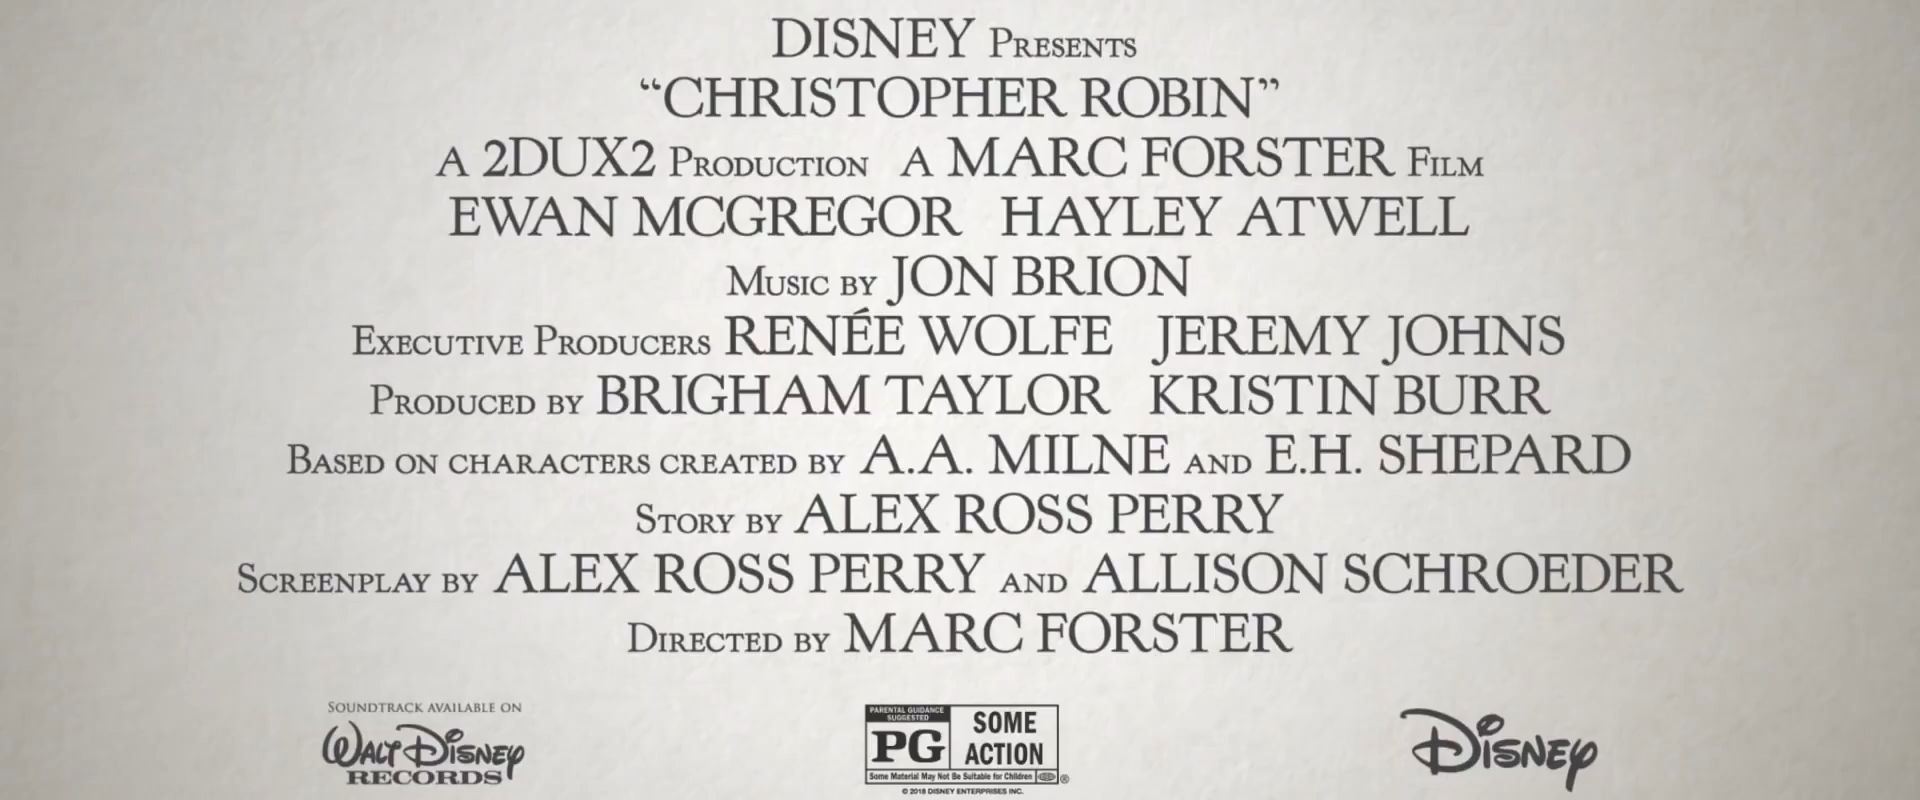 DISNEY PRESENTS
“CHRISTOPHER ROBIN”
A 2DUX2 PRODUCTION A MARC FORSTER FILM
EWAN MCGREGOR HAYLEY ATWELL
MUSIC BY JON BRION
EXECUTIVE PRODUCERS RENÉE WOLFE JEREMY JOHNS
PRODUCED BY BRIGHAM TAYLOR KRISTIN BURR
BASED ON CHARACTERS CREATED BY A.A. MILNE AND E.H. SHEPARD
STORY BY ALEX ROSS PERRY
SCREENPLAY BY ALEX ROSS PERRY AND ALLISON SCHROEDER
DIRECTED BY MARC FORSTER
SOUNDTRACK AVAILABLE ON
WALT DISNEY
RECORDS
PARENTAL GUIDANCE
SUGGESTED
PG
SOME
ACTION
Some Material May Not Be Suitable for Children
®
© 2018 DISNEY ENTERPRISES INC.
DISNEY